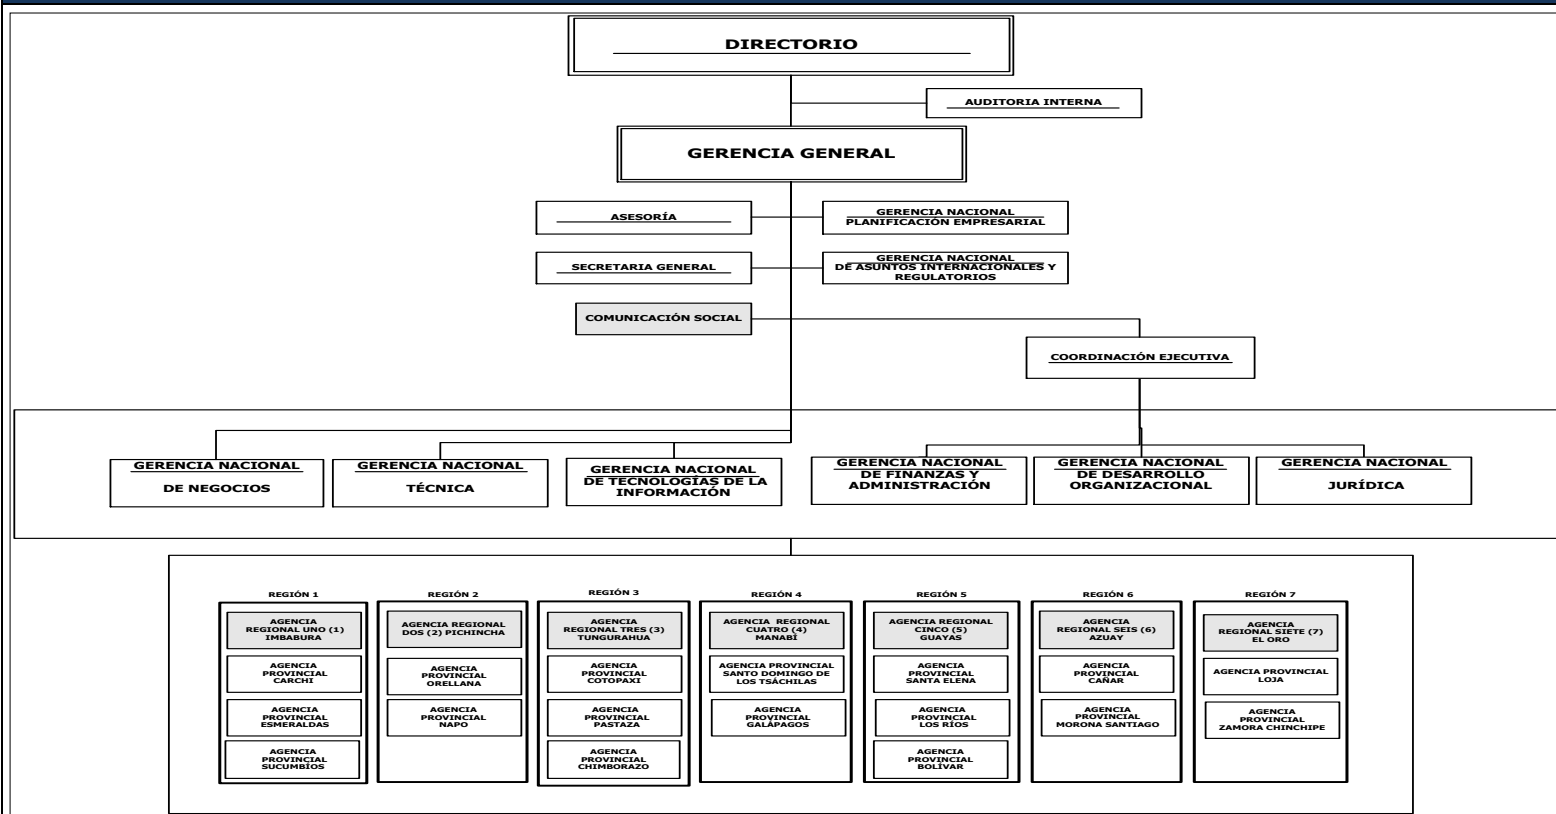 DIRECTORIO
AUDITORIA INTERNA
GERENCIA GENERAL
ASESORÍA
GERENCIA NACIONAL
PLANIFICACIÓN EMPRESARIAL
SECRETARIA GENERAL
GERENCIA NACIONAL
DE ASUNTOS INTERNACIONALES Y
REGULATORIOS
COMUNICACIÓN SOCIAL
COORDINACIÓN EJECUTIVA
GERENCIA NACIONAL
DE NEGOCIOS
GERENCIA NACIONAL
TÉCNICA
GERENCIA NACIONAL
DE TECNOLOGÍAS DE LA
INFORMACIÓN
GERENCIA NACIONAL
DE FINANZAS Y
ADMINISTRACIÓN
GERENCIA NACIONAL
DE DESARROLLO
ORGANIZACIONAL
GERENCIA NACIONAL
JURÍDICA
REGIÓN 1
AGENCIA
REGIONAL UNO (1)
IMBABURA
AGENCIA
PROVINCIAL
CARCHI
AGENCIA
PROVINCIAL
ESMERALDAS
AGENCIA
PROVINCIAL
SUCUMBÍOS
REGIÓN 2
AGENCIA REGIONAL
DOS (2) PICHINCHA
AGENCIA
PROVINCIAL
ORELLANA
AGENCIA
PROVINCIAL
NAPO
REGIÓN 3
AGENCIA
REGIONAL TRES (3)
TUNGURAHUA
AGENCIA
PROVINCIAL
COTOPAXI
AGENCIA
PROVINCIAL
PASTAZA
AGENCIA
PROVINCIAL
CHIMBORAZO
REGIÓN 4
AGENCIA REGIONAL
CUATRO (4)
MANABÍ
AGENCIA PROVINCIAL
SANTO DOMINGO DE
LOS TSÁCHILAS
AGENCIA
PROVINCIAL
GALÁPAGOS
REGIÓN 5
AGENCIA REGIONAL
CINCO (5)
GUAYAS
AGENCIA
PROVINCIAL
SANTA ELENA
AGENCIA
PROVINCIAL
LOS RÍOS
AGENCIA
PROVINCIAL
BOLÍVAR
REGIÓN 6
AGENCIA
REGIONAL SEIS (6)
AZUAY
AGENCIA
PROVINCIAL
CAÑAR
AGENCIA
PROVINCIAL
MORONA SANTIAGO
REGIÓN 7
AGENCIA
REGIONAL SIETE (7)
EL ORO
AGENCIA PROVINCIAL
LOJA
AGENCIA
PROVINCIAL
ZAMORA CHINCHIPE